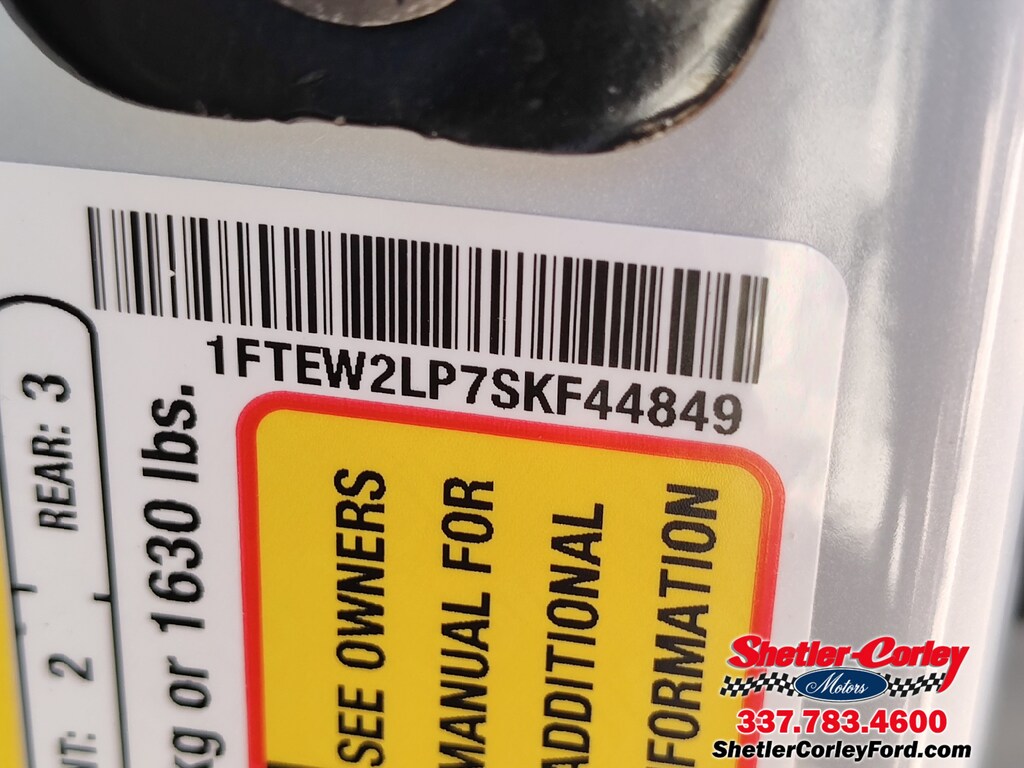 1FTEW2LP7SKF44849
REAR: 3
NT: 2
kg or 1630 lbs.
SEE OWNERS
MANUAL FOR
ADDITIONAL
FORMATION
Shetler-Corley
Motors
337.783.4600
ShetlerCorleyFord.com